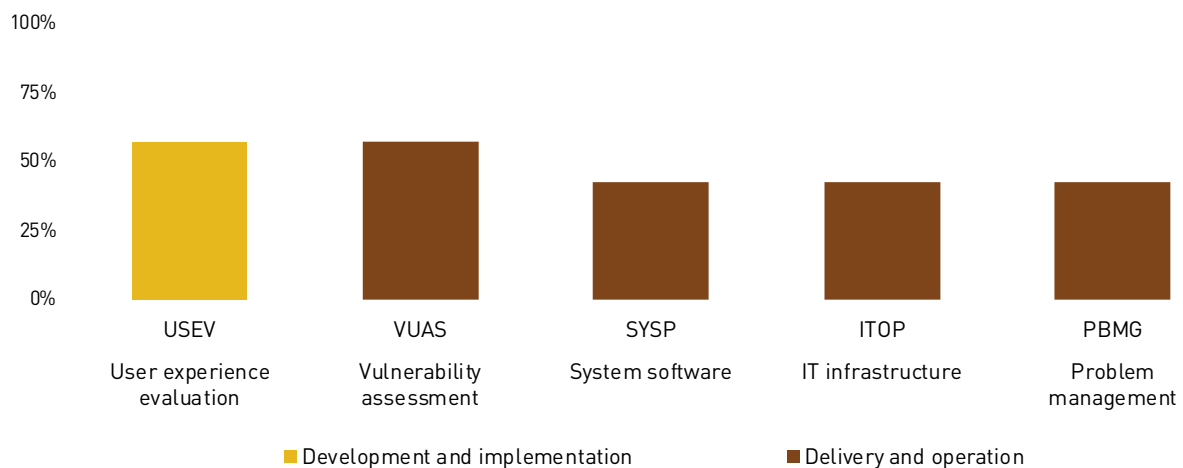 100%
75%
50%
25%
0%
USEV VUAS SYSP ITOP PBMG
User experience evaluation
Vulnerability assessment
System software
IT infrastructure
Problem management
Development and implementation
Delivery and operation